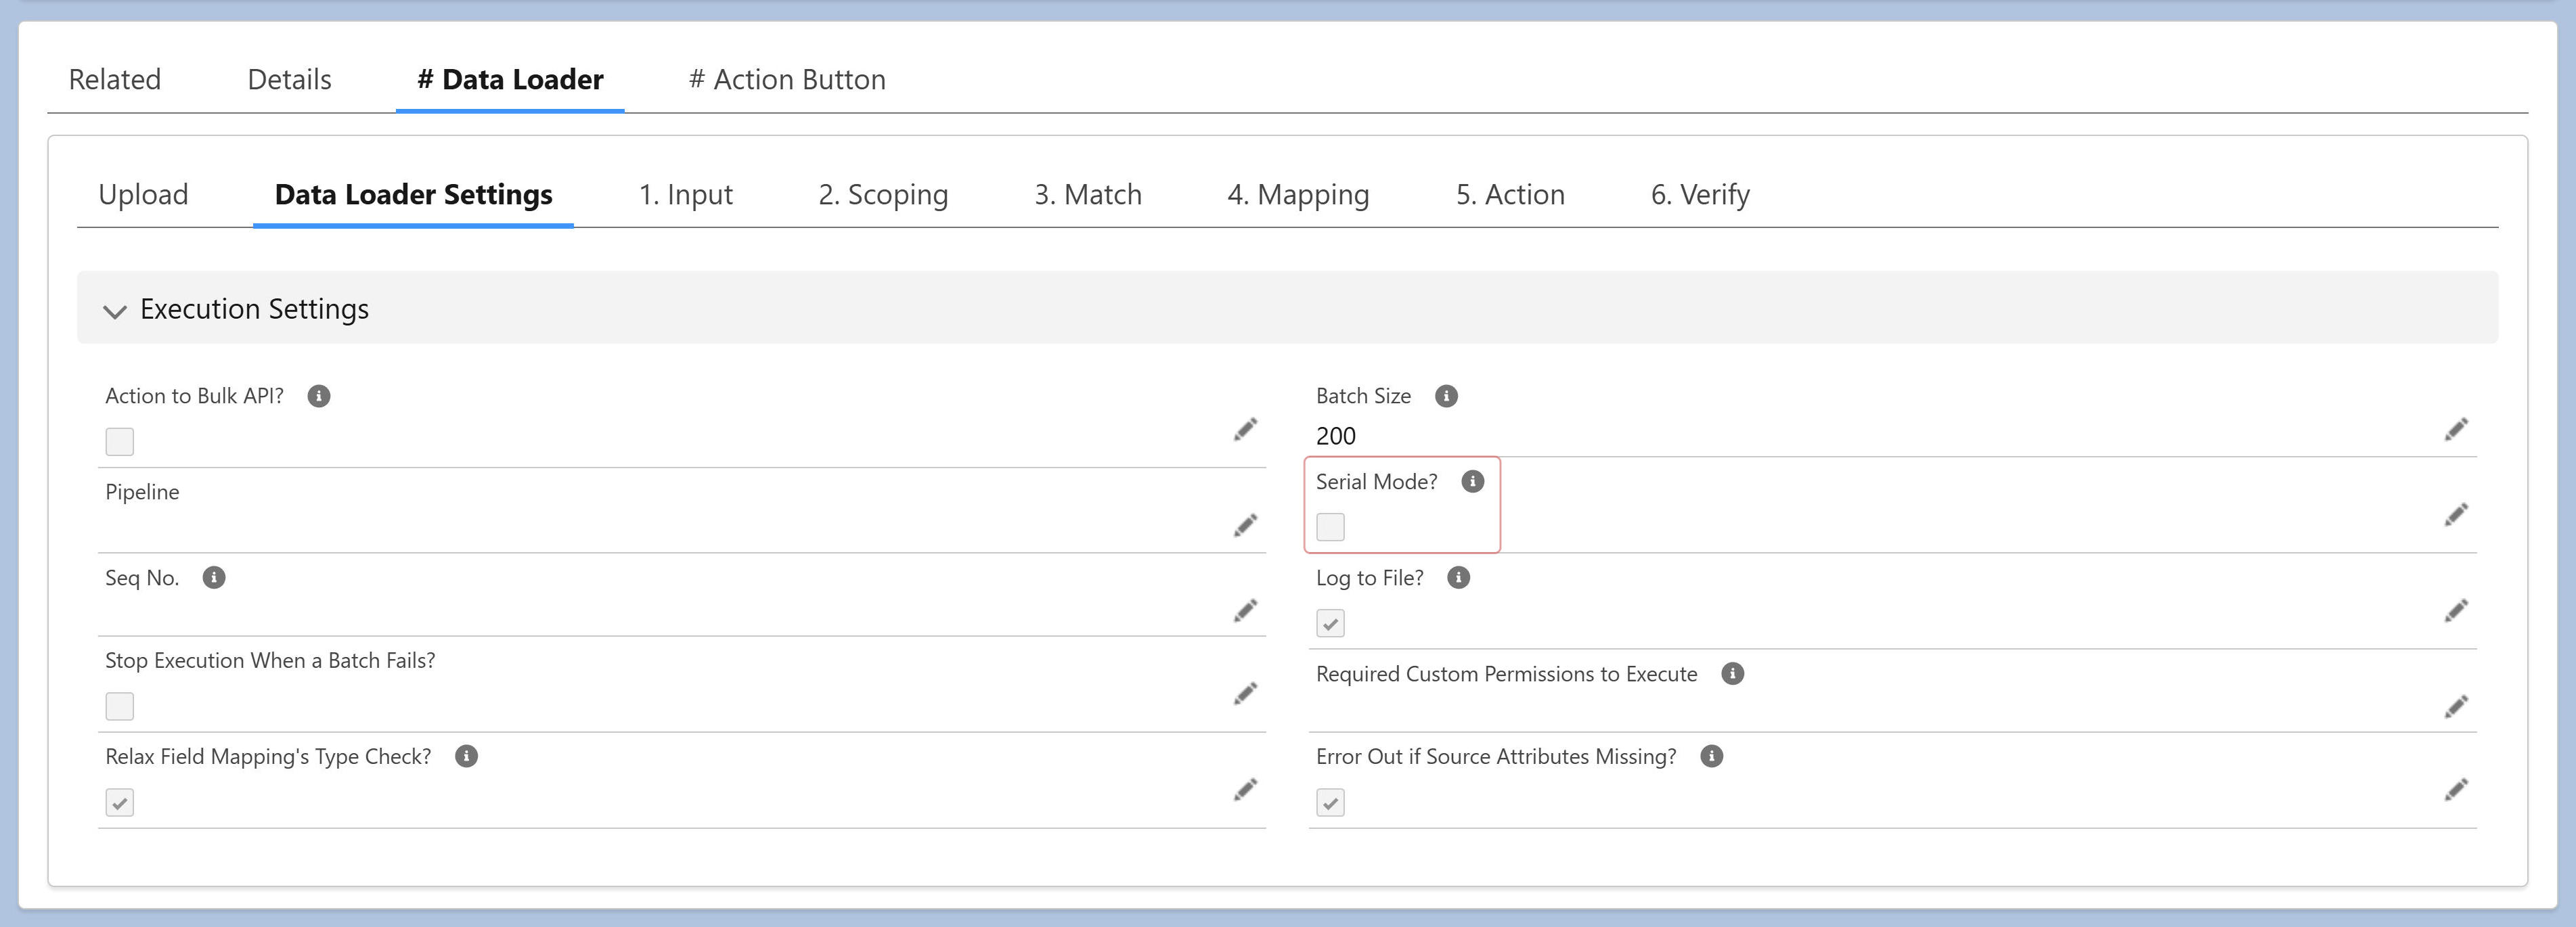 Related Details # Data Loader # Action Button
Upload Data Loader Settings 1. Input 2. Scoping 3. Match 4. Mapping 5. Action 6. Verify
Execution Settings
Action to Bulk API?
Batch Size
200
Pipeline
Serial Mode?
Seq No.
Log to File?
Stop Execution When a Batch Fails?
Required Custom Permissions to Execute
Relax Field Mapping's Type Check?
Error Out if Source Attributes Missing?